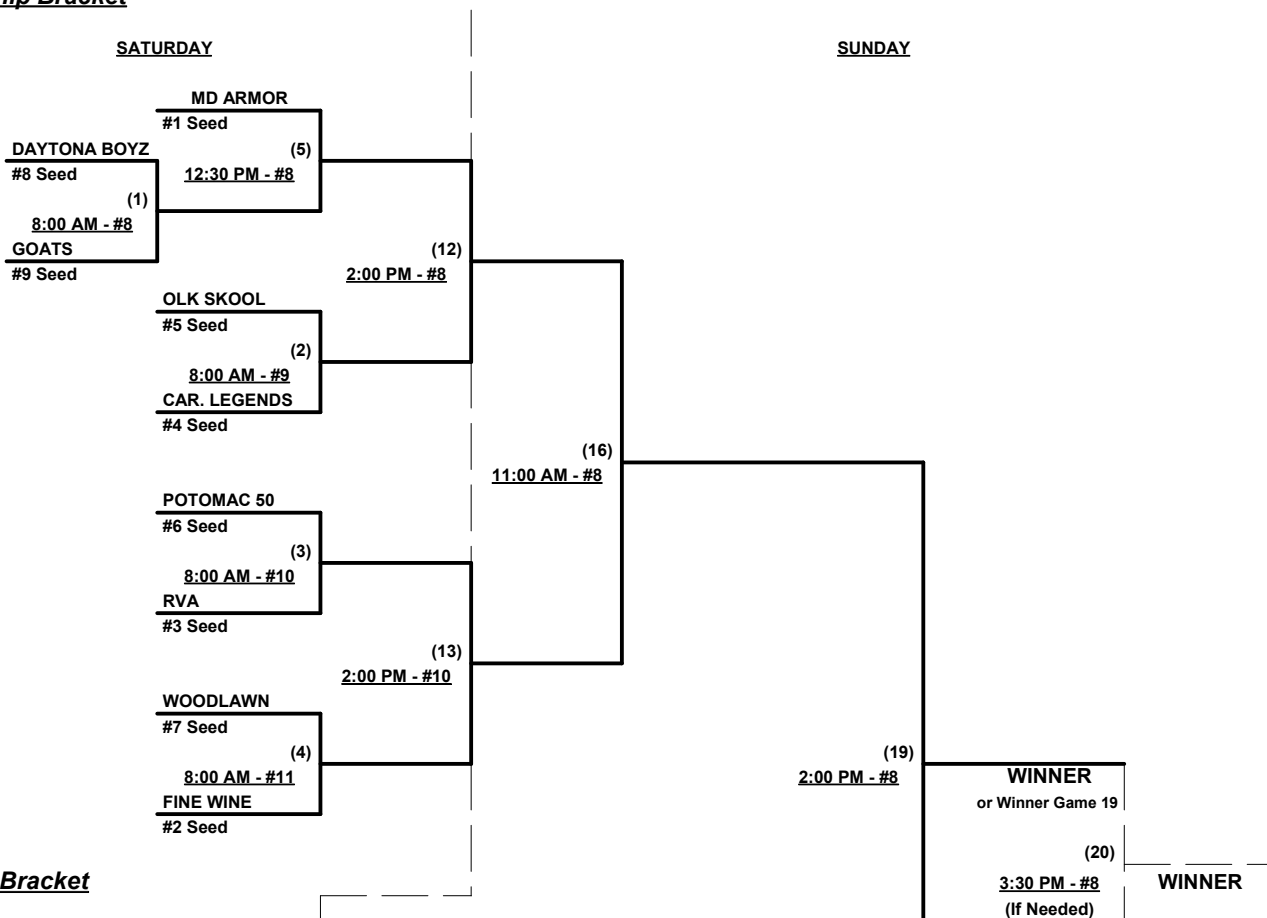 SATURDAY
SUNDAY
MD ARMOR
#1 Seed
DAYTONA BOYZ
(5)
#8 Seed
12:30 PM - #8
(1)
8:00 AM - #8
GOATS
(12)
#9 Seed
2:00 PM - #8
OLK SKOOL
#5 Seed
(2)
8:00 AM - #9
CAR. LEGENDS
#4 Seed
(16)
11:00 AM - #8
POTOMAC 50
#6 Seed
(3)
8:00 AM - #10
RVA
#3 Seed
(13)
2:00 PM - #10
WOODLAWN
#7 Seed
(4)
(19)
8:00 AM - #11
2:00 PM - #8
WINNER
FINE WINE
or Winner Game 19
#2 Seed
(20)
Bracket
3:30 PM - #8
WINNER
(If Needed)